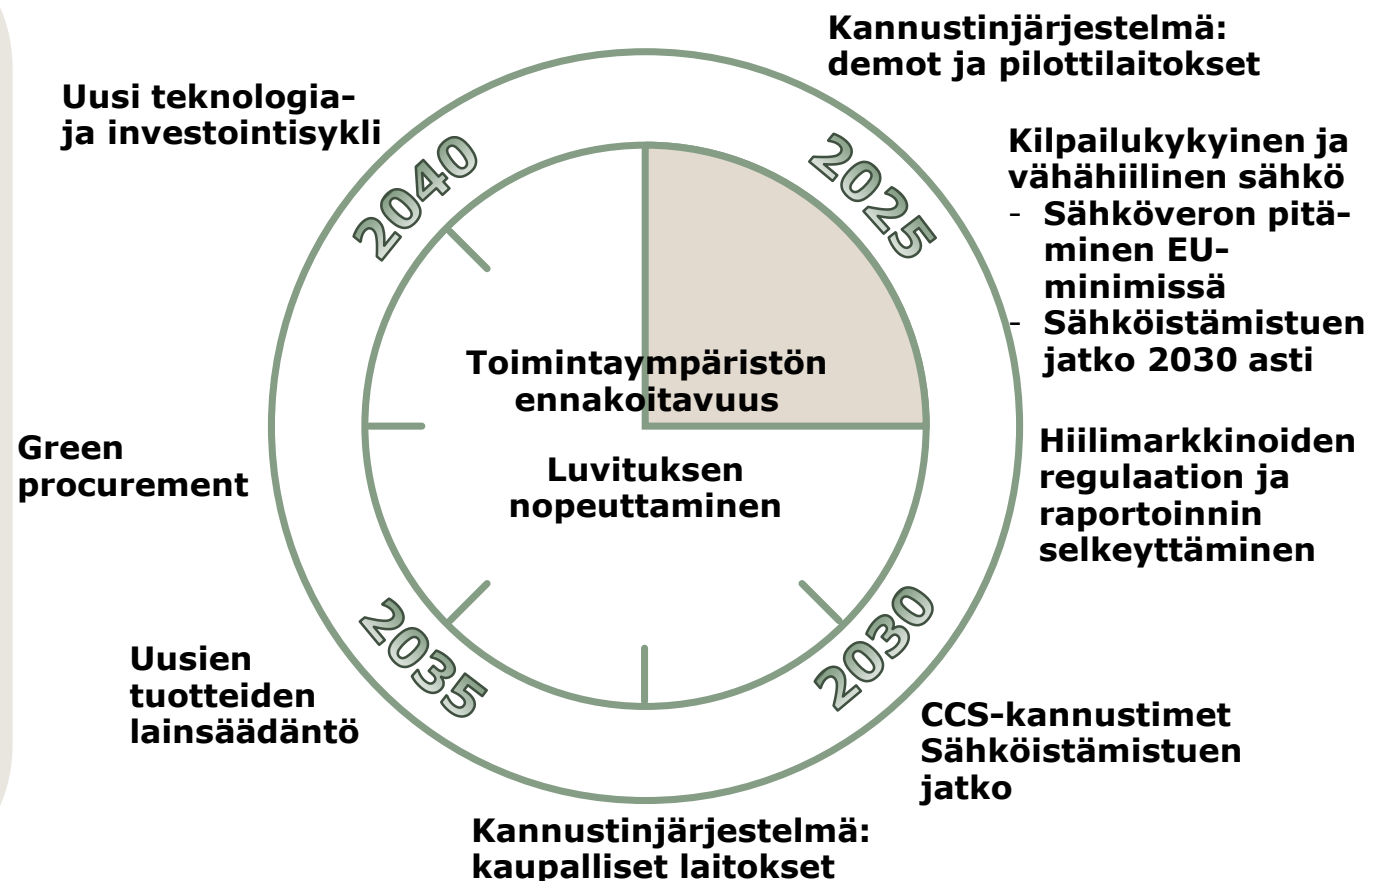 Kannustinjärjestelmä:
demot ja pilottilaitokset
2025
Kilpailukykyinen ja
vähähiilinen sähkö
- Sähköveron pitä-
minen EU-
minimissä
- Sähköistämistuen
jatko 2030 asti
Hiilimarkkinoiden
regulaation ja
raportoinnin
selkeyttäminen
2030
CCS-kannustimet
Sähköistämistuen
jatko
Kannustinjärjestelmä:
kaupalliset laitokset
2035
Uusien
tuotteiden
lainsäädäntö
Green
procurement
2040
Uusi teknologia-
ja investointisykli
Toimintaympäristön
ennakoitavuus
Luvituksen
nopeuttaminen